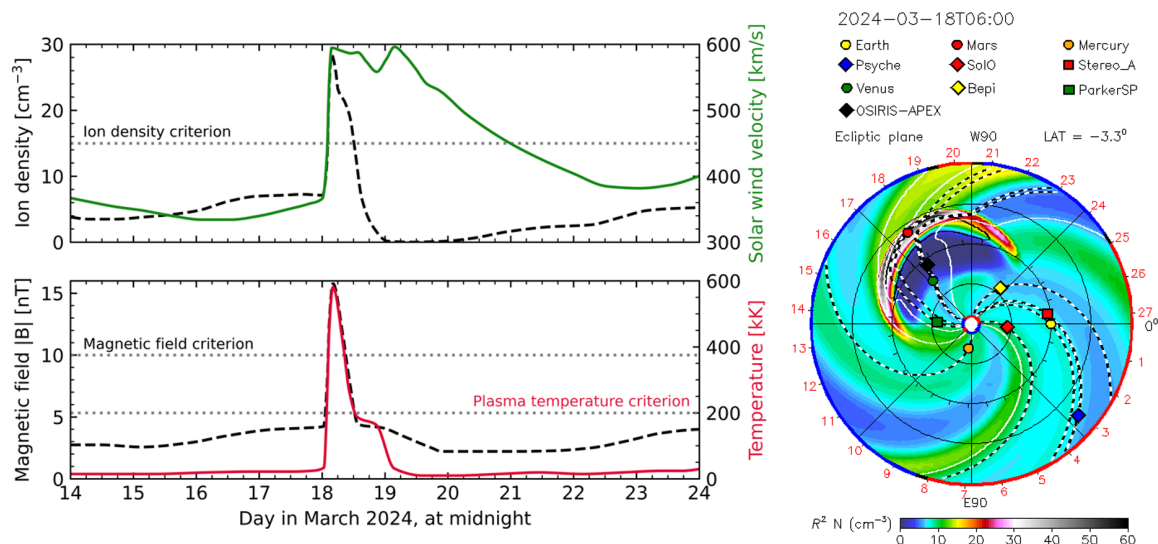 30
20
10
0
Ion density [cm⁻³]
Ion density criterion
600
500
400
300
Solar wind velocity [km/s]
15
10
5
0
Magnetic field |B| [nT]
Magnetic field criterion
Plasma temperature criterion
600
400
200
0
Temperature [kK]
14 15 16 17 18 19 20 21 22 23 24
Day in March 2024, at midnight
2024-03-18T06:00
Earth Mars Mercury
Psyche SolO Stereo_A
Venus Bepi ParkerSP
OSIRIS-APEX
Ecliptic plane W90 LAT = -3.3⁰
20 21
19 22
18 23
17 24
16 25
15 26
14 27 0⁰
13 1
12 2
11 3
10 4
9 5
8 7 6
E90
R² N (cm⁻³)
0 10 20 30 40 50 60